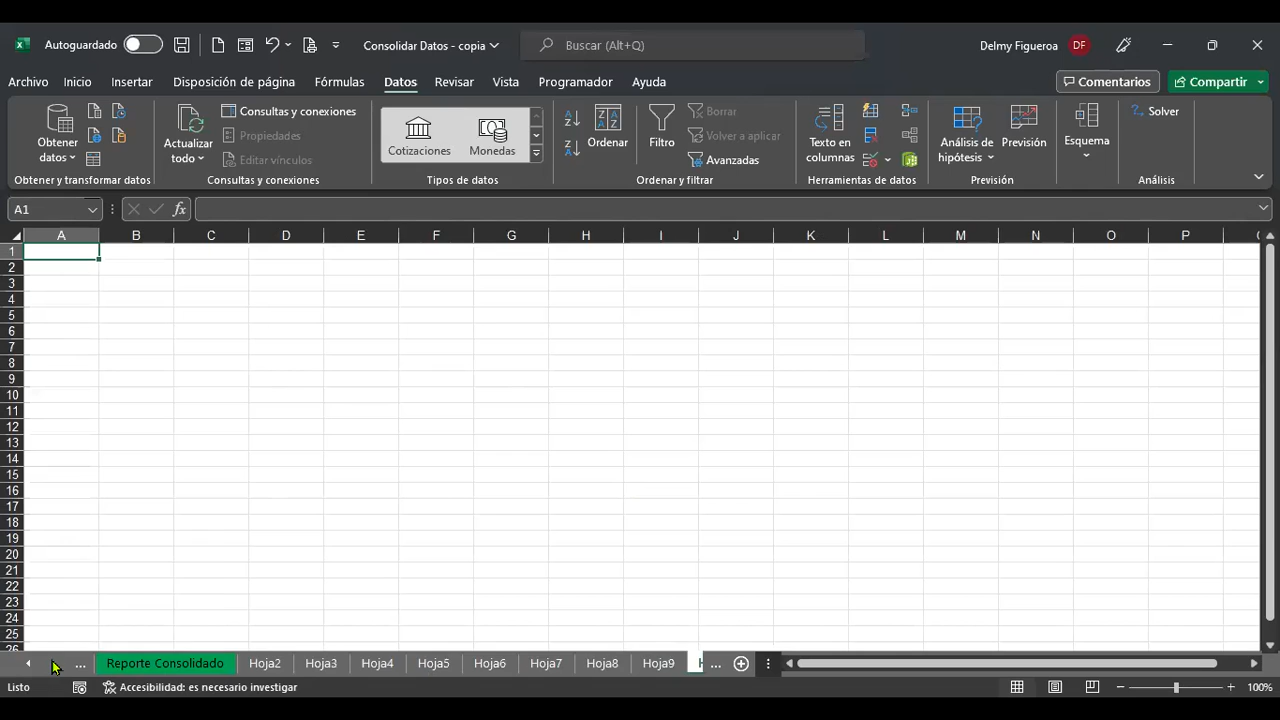 Autoguardado Consolidar Datos - copia Buscar (Alt+Q) Delmy Figueroa DF
Archivo Inicio Insertar Disposición de página Fórmulas Datos Revisar Vista Programador Ayuda Comentarios Compartir
Obtener datos
Obtener y transformar datos
Actualizar todo
Consultas y conexiones
Propiedades
Editar vínculos
Consultas y conexiones
Cotizaciones Monedas
Tipos de datos
Ordenar
Filtro
Borrar
Volver a aplicar
Avanzadas
Ordenar y filtrar
Texto en columnas
Herramientas de datos
Análisis de hipótesis
Previsión
Previsión
Esquema
Solver
Análisis
A1 fx
A B C D E F G H I J K L M N O P
1
2
3
4
5
6
7
8
9
10
11
12
13
14
15
16
17
18
19
20
21
22
23
24
25
26
... Reporte Consolidado Hoja2 Hoja3 Hoja4 Hoja5 Hoja6 Hoja7 Hoja8 Hoja9 ...
Listo Accesibilidad: es necesario investigar 100%